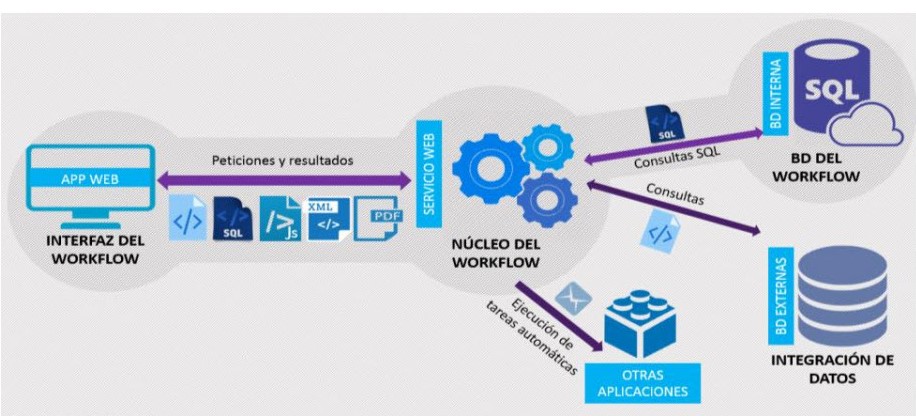 APP WEB
INTERFAZ DEL
WORKFLOW
Peticiones y resultados
</>
</>
SQL
/>
JS
XML
</>
PDF
SERVICIO WEB
NÚCLEO DEL
WORKFLOW
</>
SQL
Consultas SQL
BD INTERNA
SQL
BD DEL
WORKFLOW
Consultas
</>
BD EXTERNAS
INTEGRACIÓN DE
DATOS
Ejecución de
tareas automáticas
OTRAS
APLICACIONES